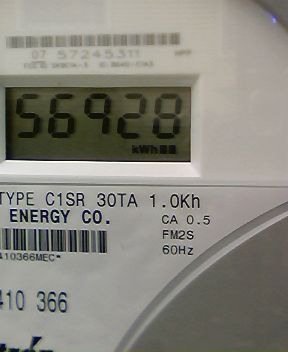 07 57245311
56928
kWh
TYPE C1SR 30TA 1.0Kh
ENERGY CO.
CA 0.5
FM2S
60Hz
410366MEC*
410 366